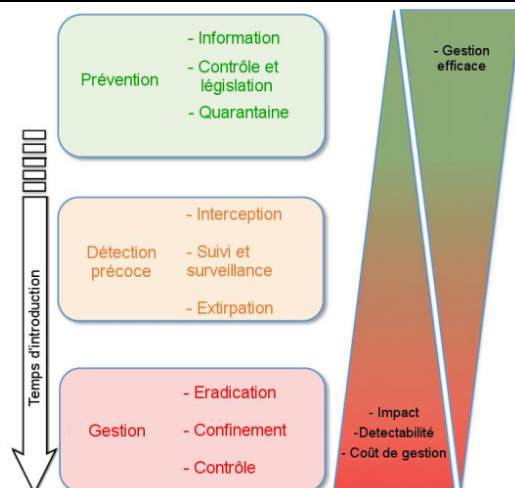 Prévention
- Information
- Contrôle et
législation
- Quarantaine
- Gestion
efficace
Temps d'introduction
Détection
précoce
- Interception
- Suivi et
surveillance
- Extirpation
Gestion
- Eradication
- Confinement
- Contrôle
- Impact
-Detectabilité
- Coût de gestion